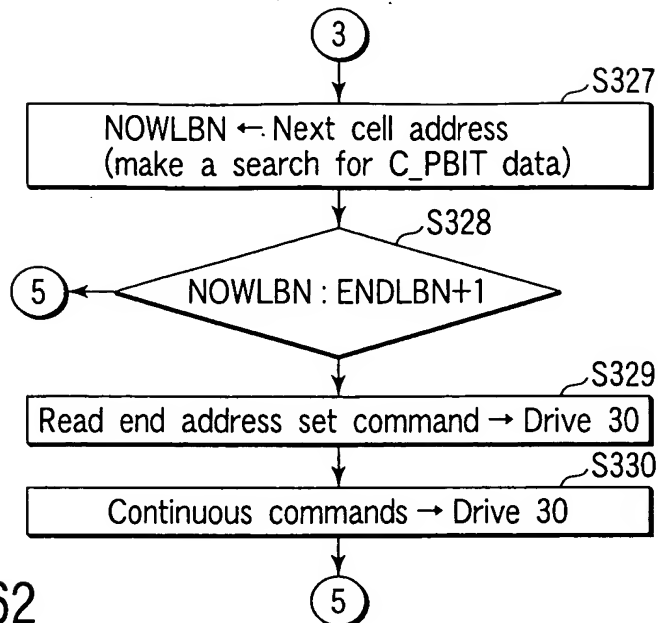 3
S327
NOWLBN ← Next cell address
(make a search for C_PBIT data)
S328
5
NOWLBN : ENDLBN+1
S329
Read end address set command → Drive 30
S330
Continuous commands → Drive 30
62
5